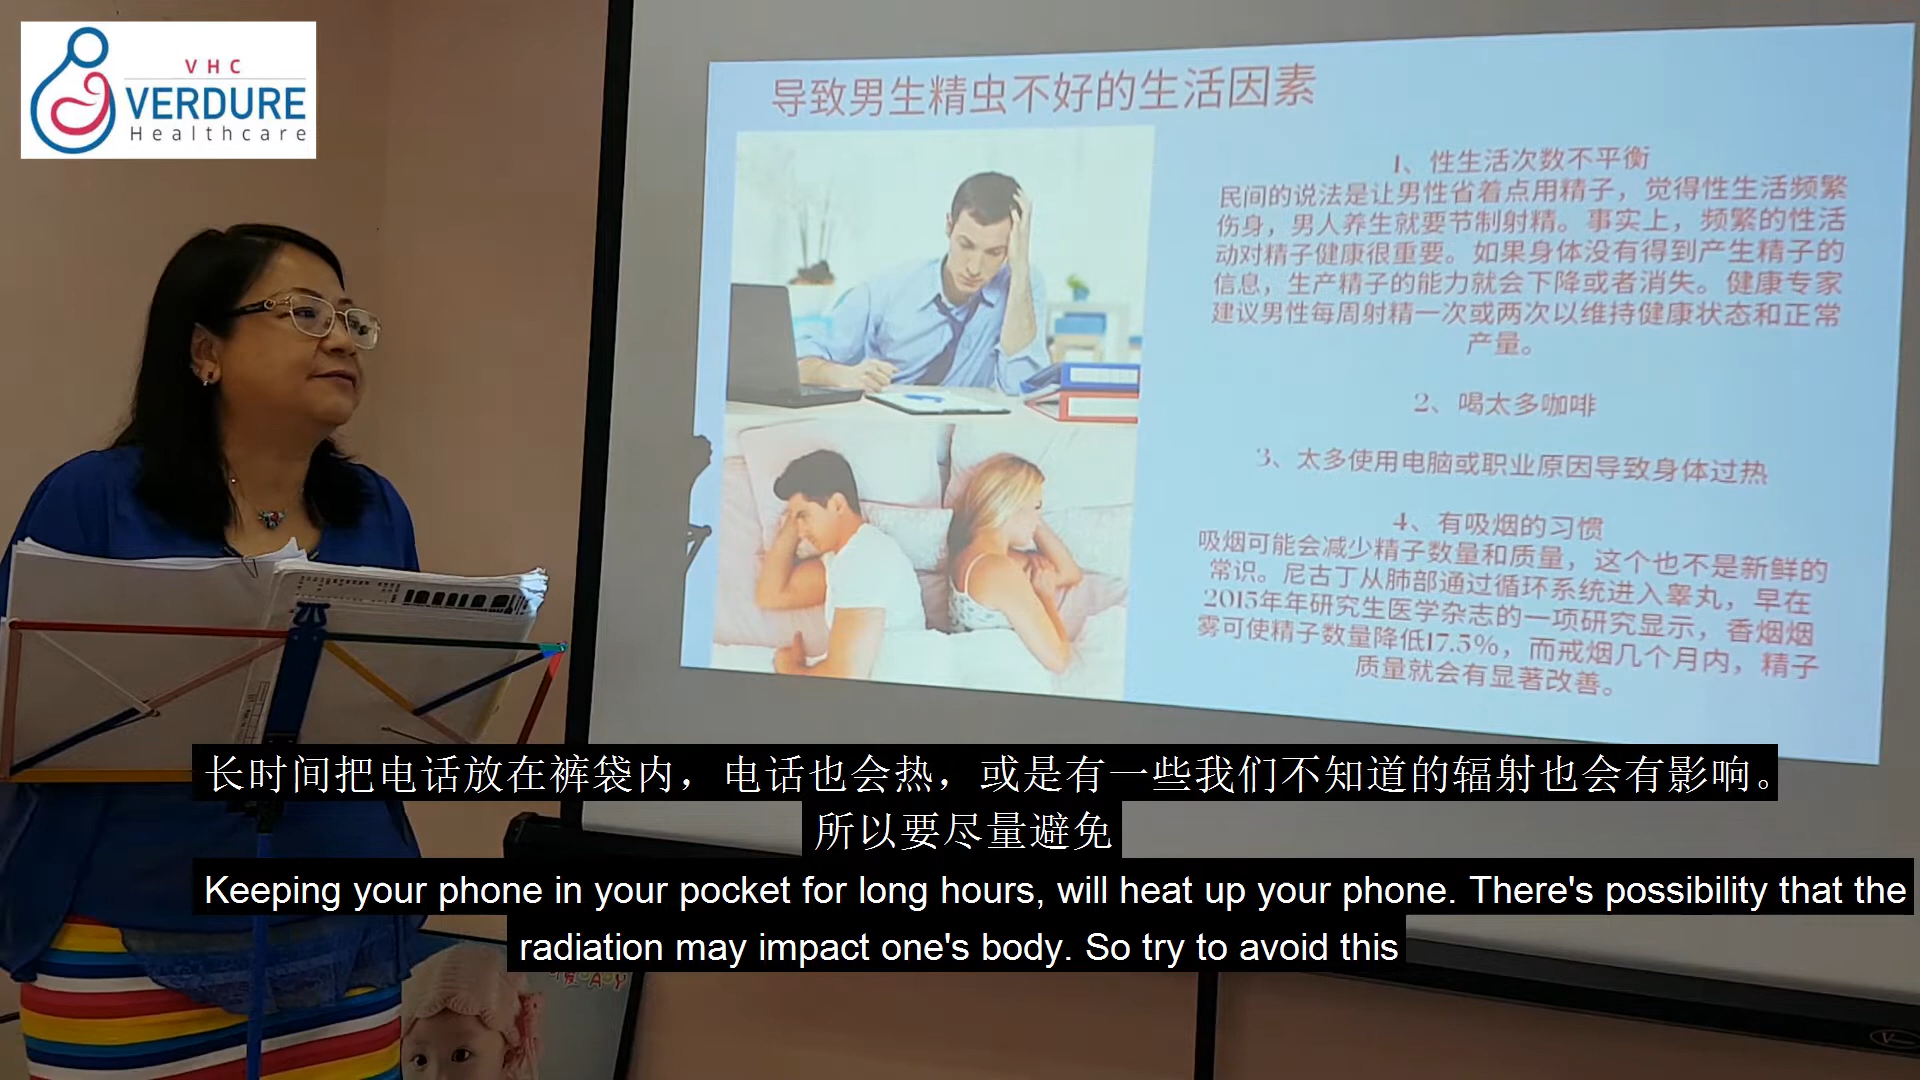 VHC
VERDURE
Healthcare
导致男生精虫不好的生活因素
1、性生活次数不平衡
民间的说法是让男性省着点用精子，觉得性生活频繁
伤身，男人养生就要节制射精。事实上，频繁的性活
动对精子健康很重要。如果身体没有得到产生精子的
信息，生产精子的能力就会下降或者消失。健康专家
建议男性每周射精一次或两次以维持健康状态和正常
产量。
2、喝太多咖啡
3、太多使用电脑或职业原因导致身体过热
4、有吸烟的习惯
吸烟可能会减少精子数量和质量，这个也不是新鲜的
常识。尼古丁从肺部通过循环系统进入睾丸，早在
2015年年研究生医学杂志的一项研究显示，香烟烟
雾可使精子数量降低17.5%，而戒烟几个月内，精子
质量就会有显著改善。
长时间把电话放在裤袋内，电话也会热，或是有一些我们不知道的辐射也会有影响。
所以要尽量避免
Keeping your phone in your pocket for long hours, will heat up your phone. There's possibility that the
radiation may impact one's body. So try to avoid this